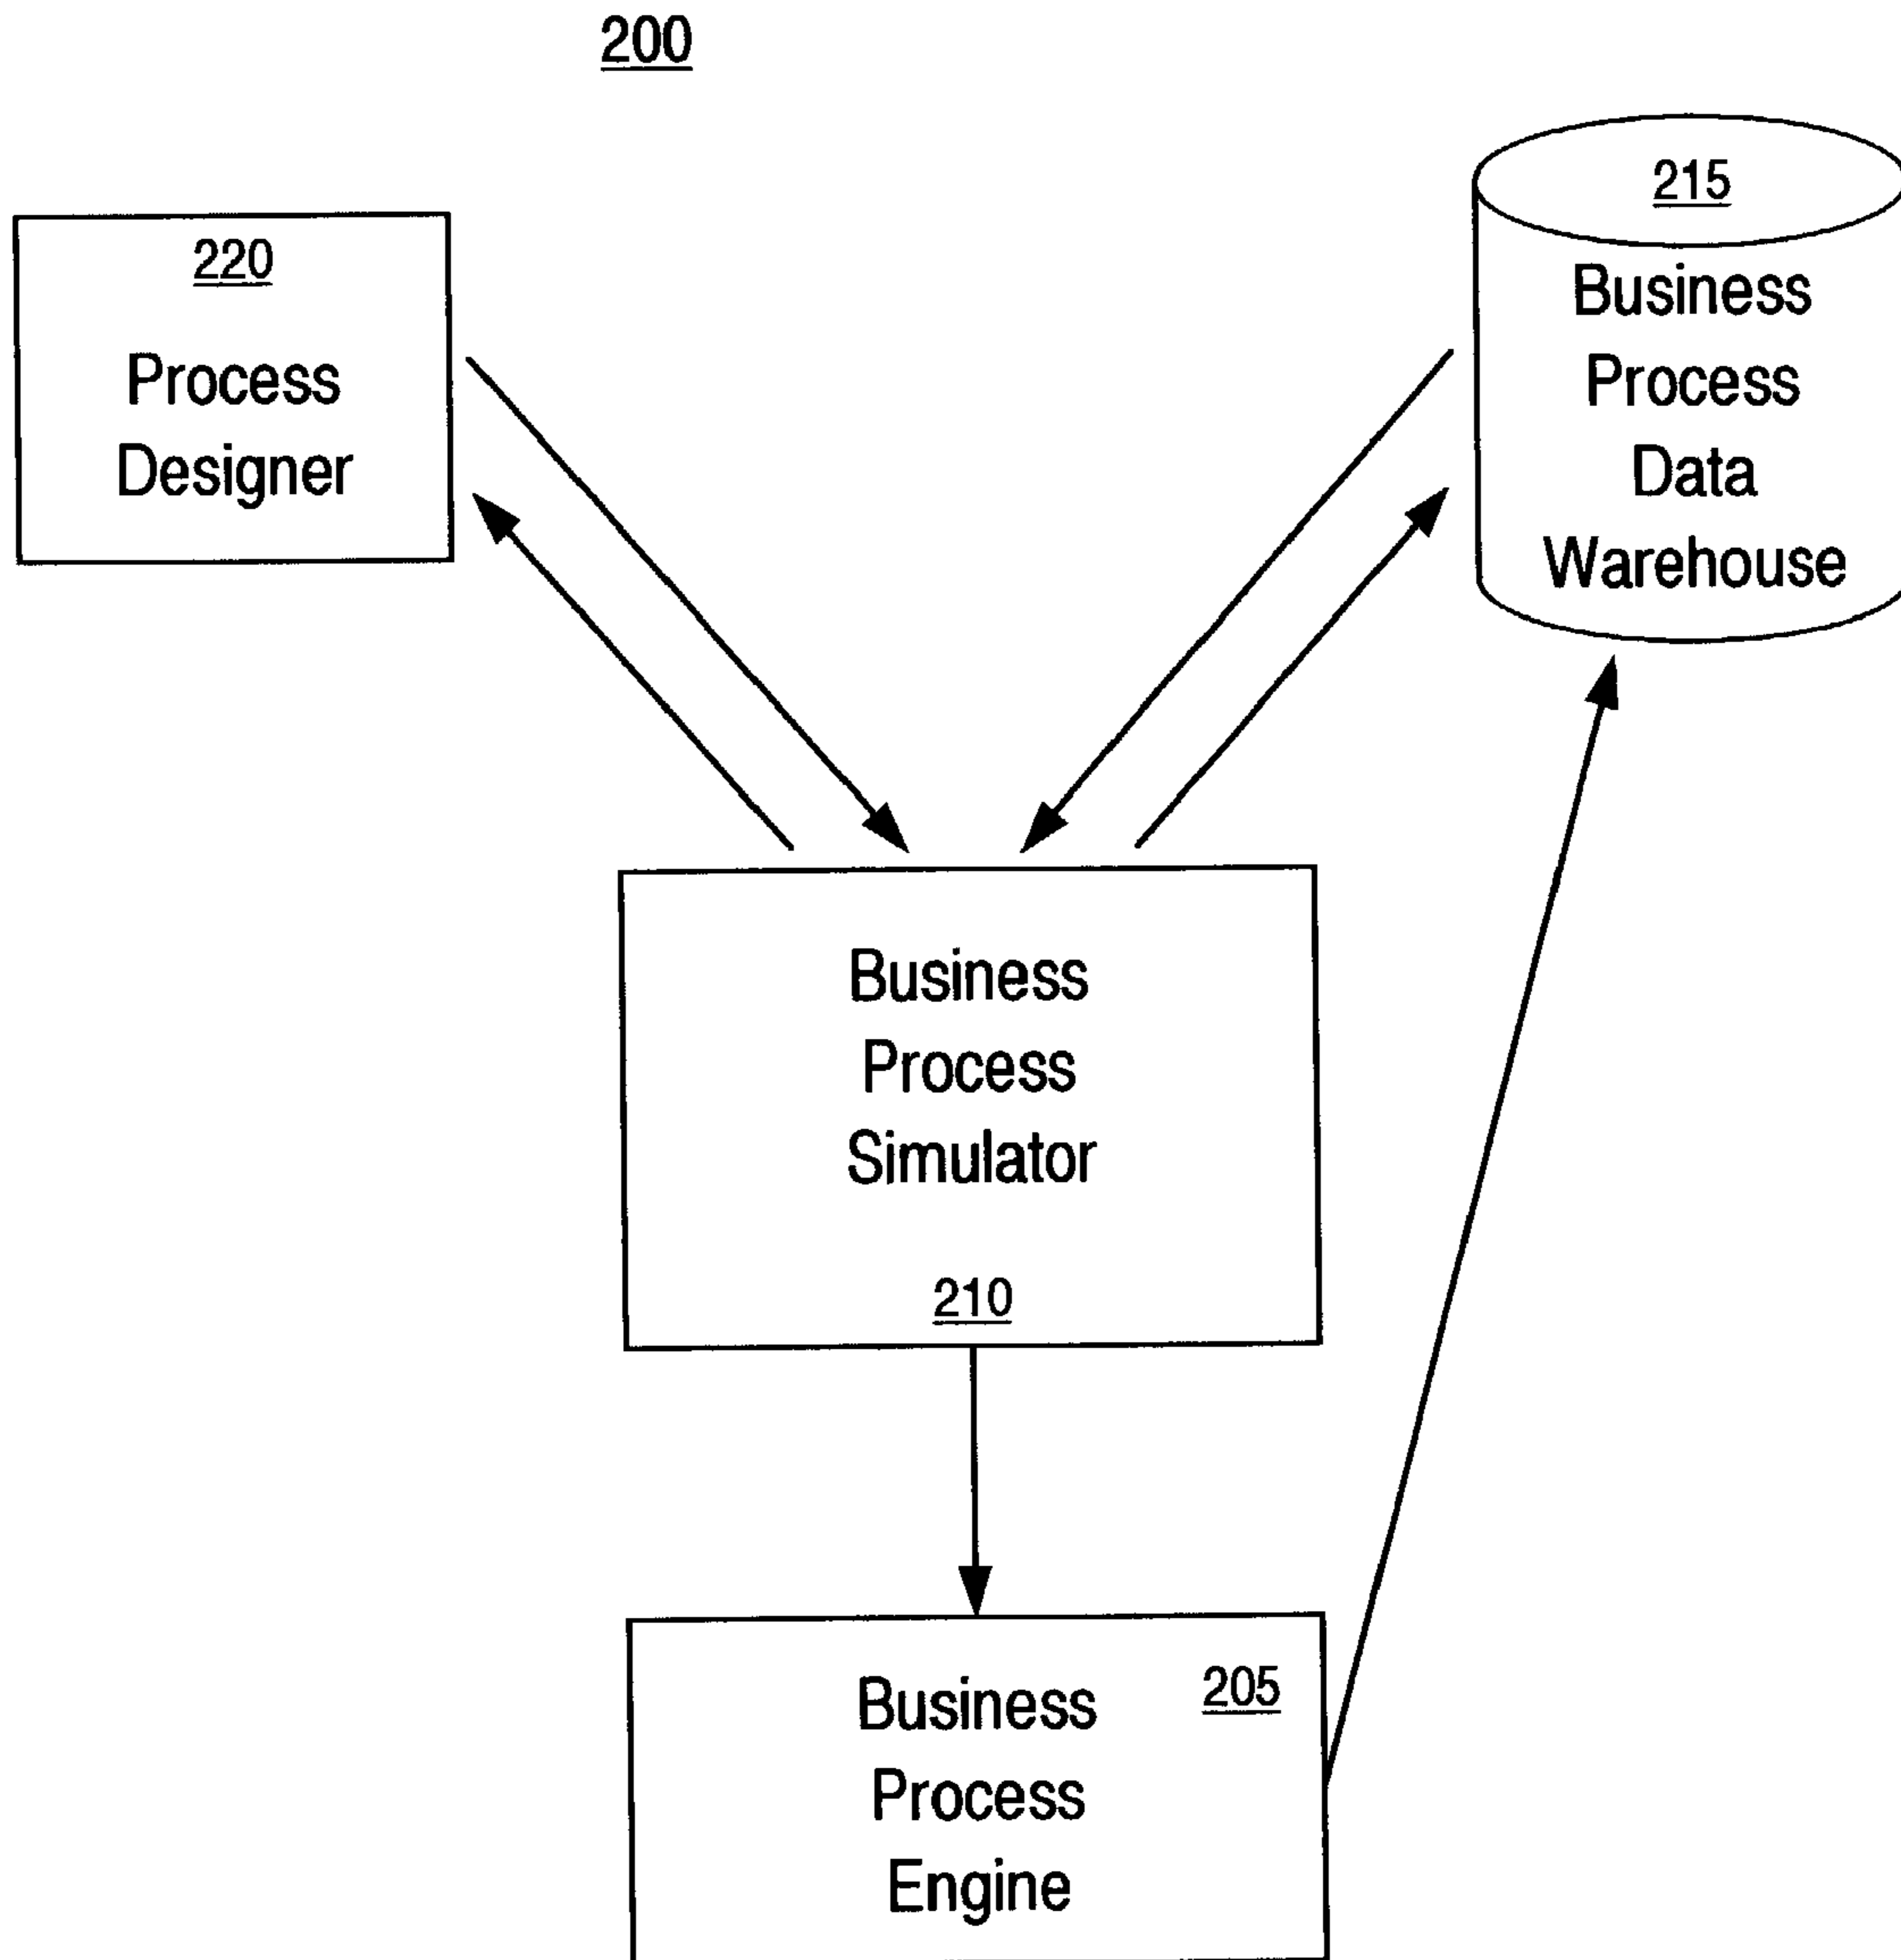 200
220
Process
Designer
215
Business
Process
Data
Warehouse
Business
Process
Simulator
210
Business
Process
Engine
205